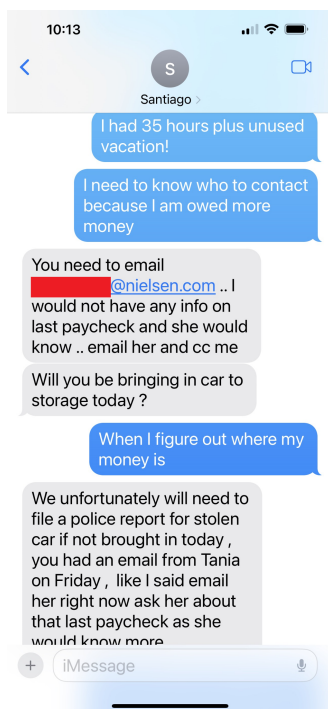 10:13
S
Santiago
I had 35 hours plus unused
vacation!
I need to know who to contact
because I am owed more
money
You need to email
@nielsen.com .. I
would not have any info on
last paycheck and she would
know .. email her and cc me
Will you be bringing in car to
storage today ?
When I figure out where my
money is
We unfortunately will need to
file a police report for stolen
car if not brought in today ,
you had an email from Tania
on Friday , like I said email
her right now ask her about
that last paycheck as she
would know more
iMessage